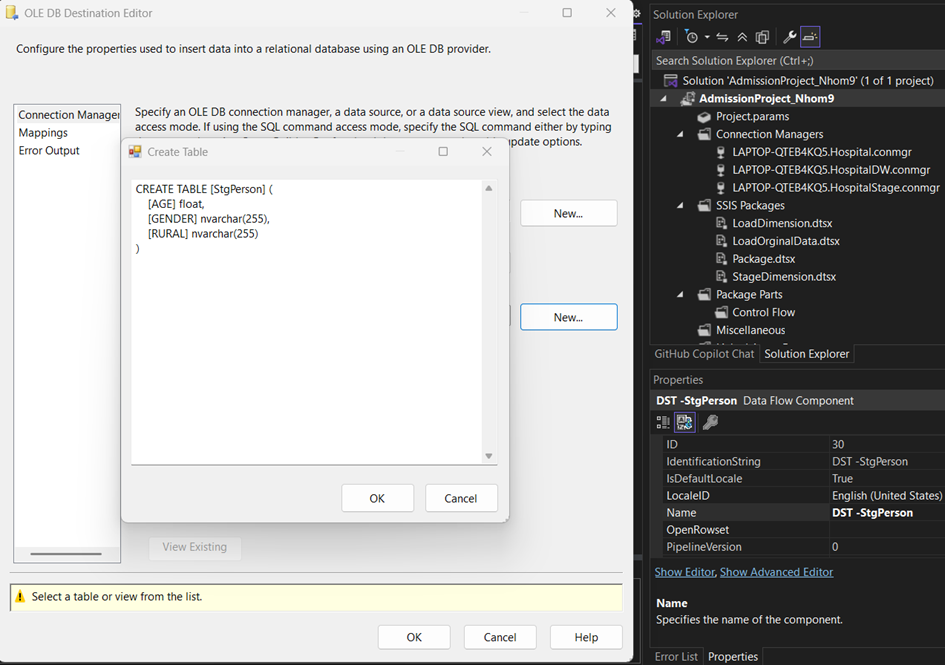 OLE DB Destination Editor
Configure the properties used to insert data into a relational database using an OLE DB provider.
Connection Manager
Mappings
Error Output
Specify an OLE DB connection manager, a data source, or a data source view, and select the data
access mode. If using the SQL command access mode, specify the SQL command either by typing
update options.
New...
New...
Create Table
CREATE TABLE [StgPerson] (
[AGE] float,
[GENDER] nvarchar(255),
[RURAL] nvarchar(255)
)
OK
Cancel
View Existing
Select a table or view from the list.
OK
Cancel
Help
Solution Explorer
Search Solution Explorer (Ctrl+;)
Solution 'AdmissionProject_Nhom9' (1 of 1 project)
AdmissionProject_Nhom9
Project.params
Connection Managers
LAPTOP-QTEB4KQ5.Hospital.conmgr
LAPTOP-QTEB4KQ5.HospitalDW.conmgr
LAPTOP-QTEB4KQ5.HospitalStage.conmgr
SSIS Packages
LoadDimension.dtsx
LoadOrginalData.dtsx
Package.dtsx
StageDimension.dtsx
Package Parts
Control Flow
Miscellaneous
GitHub Copilot Chat
Solution Explorer
Properties
DST -StgPerson Data Flow Component
ID 30
IdentificationString DST -StgPerson
IsDefaultLocale True
LocaleID English (United States)
Name DST -StgPerson
OpenRowset
PipelineVersion 0
Show Editor, Show Advanced Editor
Name
Specifies the name of the component.
Error List
Properties